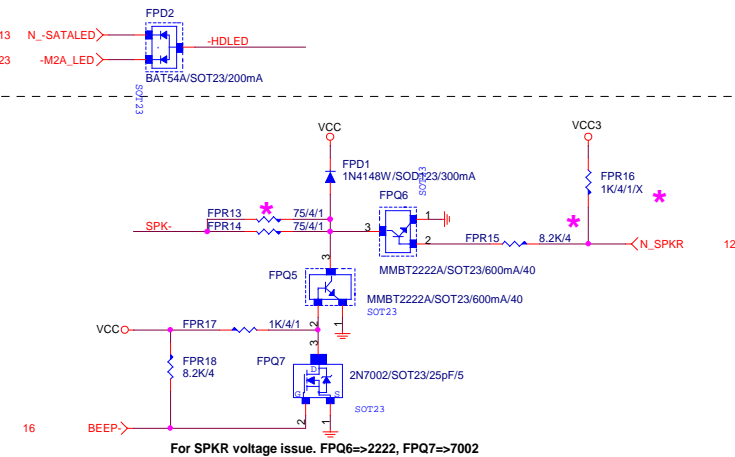 FPD2
13 N_-SATALED
-HDLED
23 -M2A_LED
BAT54A/SOT23/200mA
SOT23
VCC
VCC3
FPD1
1N4148W/SOD123/300mA
SOT23
FPR16
1K/4/1/X
FPQ6
FPR13 75/4/1
SPK-
FPR14 75/4/1
3
1
2
FPR15 8.2K/4
N_SPKR 12
MMBT2222A/SOT23/600mA/40
3
FPQ5
MMBT2222A/SOT23/600mA/40
SOT23
2
1
VCC
FPR17 1K/4/1
3
FPR18
8.2K/4
FPQ7
D
G
S
2N7002/SOT23/25pF/5
SOT23
2
1
16 BEEP-
For SPKR voltage issue. FPQ6=>2222, FPQ7=>7002